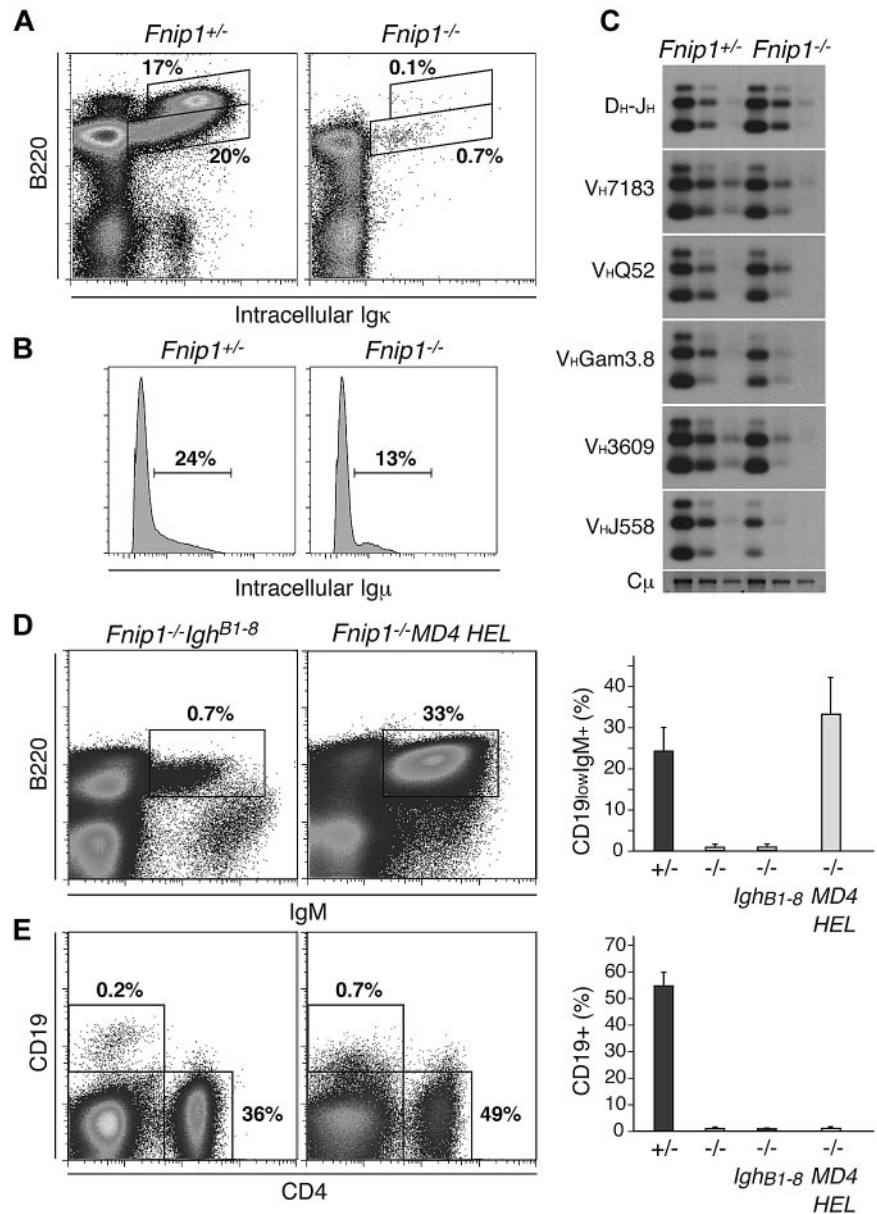 A
Fnip1+/-
Fnip1-/-
17%
20%
0.1%
0.7%
B220
Intracellular Igκ
B
Fnip1+/-
Fnip1-/-
24%
13%
Intracellular Igμ
C
Fnip1+/- Fnip1-/-
DH-JH
VH7183
VHQ52
VHGam3.8
VH3609
VHJ558
Cμ
D
Fnip1-/-IghB1-8
Fnip1-/-MD4 HEL
0.7%
33%
B220
IgM
CD19lowIgM+ (%)
40
30
20
10
0
+/- -/- -/- -/-
IghB1-8 MD4
HEL
E
0.2%
36%
0.7%
49%
CD19
CD4
CD19+ (%)
70
60
50
40
30
20
10
0
+/- -/- -/- -/-
IghB1-8 MD4
HEL